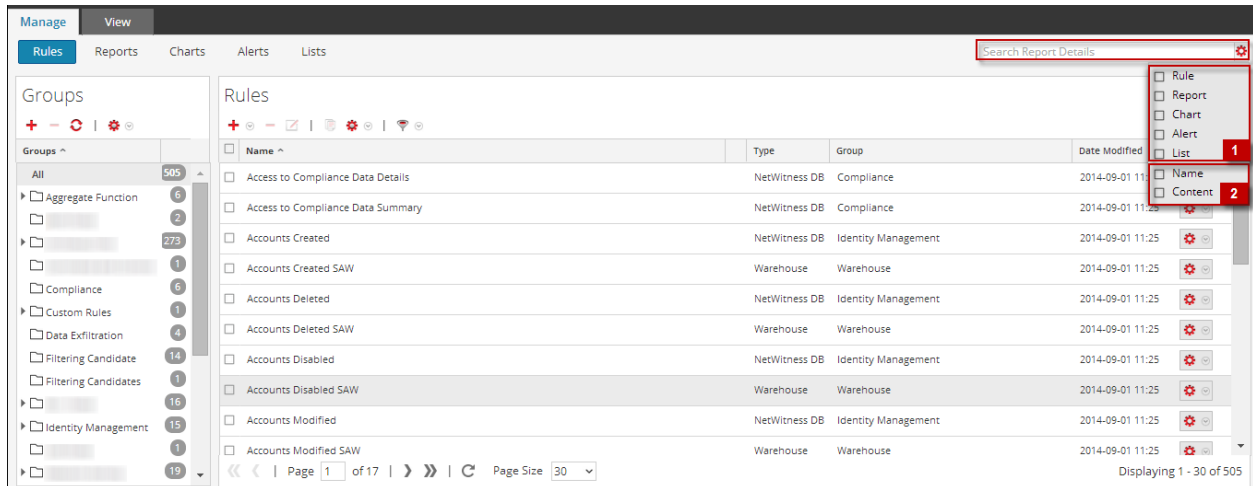 Manage View
Rules Reports Charts Alerts Lists Search Report Details
Rule
Report
Chart
Alert
List 1
Name
Content 2
Groups
Groups
All 505
Aggregate Function 6
2
273
1
Compliance 6
Custom Rules 1
Data Exfiltration 4
Filtering Candidate 14
Filtering Candidates 1
16
Identity Management 15
1
19
Rules
Name Type Group Date Modified
Access to Compliance Data Details NetWitness DB Compliance 2014-09-01 11:
Access to Compliance Data Summary NetWitness DB Compliance 2014-09-01 11:25
Accounts Created NetWitness DB Identity Management 2014-09-01 11:25
Accounts Created SAW Warehouse Warehouse 2014-09-01 11:25
Accounts Deleted NetWitness DB Identity Management 2014-09-01 11:25
Accounts Deleted SAW Warehouse Warehouse 2014-09-01 11:25
Accounts Disabled NetWitness DB Identity Management 2014-09-01 11:25
Accounts Disabled SAW Warehouse Warehouse 2014-09-01 11:25
Accounts Modified NetWitness DB Identity Management 2014-09-01 11:25
Accounts Modified SAW Warehouse Warehouse 2014-09-01 11:25
Page 1 of 17 Page Size 30 Displaying 1 - 30 of 505